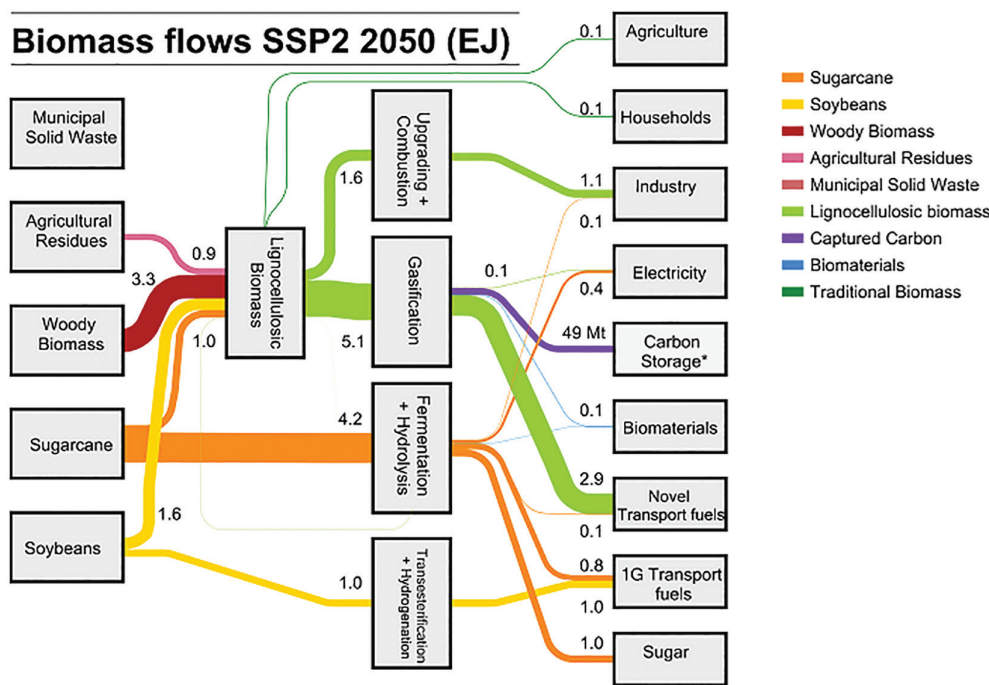 Biomass flows SSP2 2050 (EJ)
Municipal
Solid Waste
Agricultural
Residues
Woody
Biomass
Sugarcane
Soybeans
0.9
3.3
1.0
1.6
Lignocellulosic
Biomass
1.6
5.1
4.2
1.0
Upgrading +
Combustion
Gasification
Fermentation
+ Hydrolysis
Transesterification
+ Hydrogenation
0.1
Agriculture
0.1
Households
1.1
Industry
0.1
0.1
Electricity
0.4
49 Mt
Carbon
Storage*
0.1
Biomaterials
2.9
Novel
Transport fuels
0.1
0.8
1G Transport
fuels
1.0
1.0
Sugar
Sugarcane
Soybeans
Woody Biomass
Agricultural Residues
Municipal Solid Waste
Lignocellulosic biomass
Captured Carbon
Biomaterials
Traditional Biomass